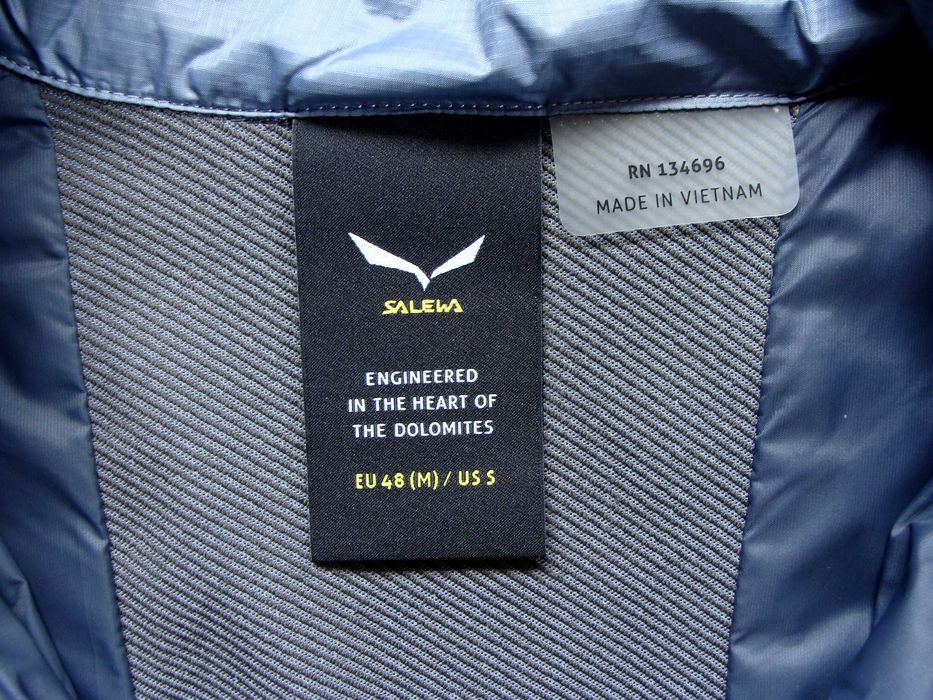 RN 134696
MADE IN VIETNAM
SALEWA
ENGINEERED
IN THE HEART OF
THE DOLOMITES
EU 48 (M) / US S